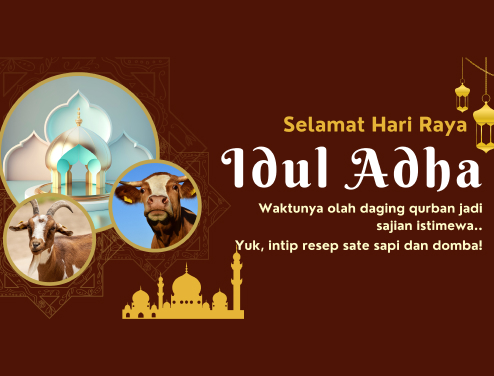 Selamat Hari Raya
Idul Adha
Waktunya olah daging qurban jadi
sajian istimewa..
Yuk, intip resep sate sapi dan domba!